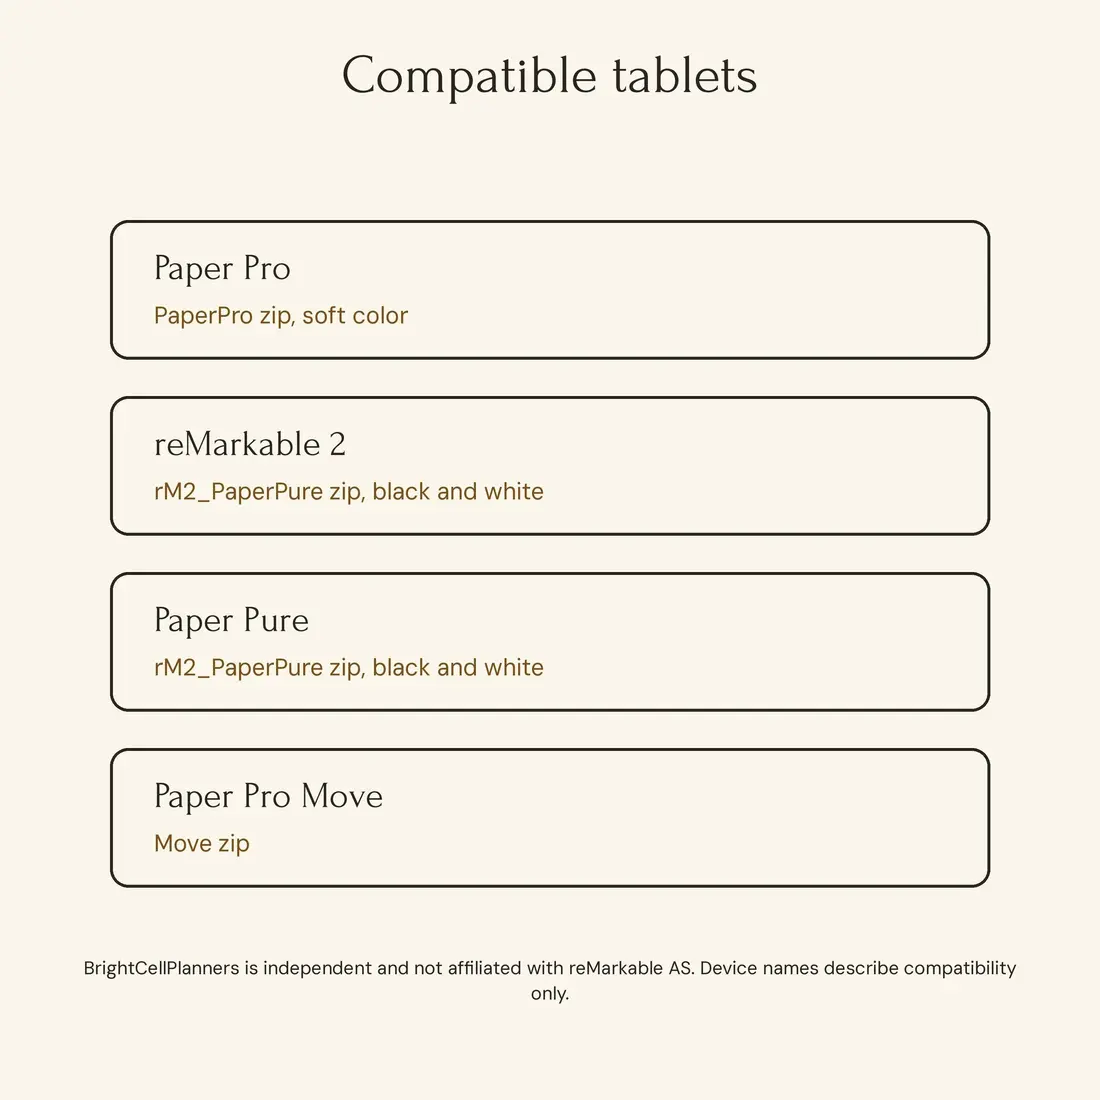 Compatible tablets
Paper Pro
PaperPro zip, soft color
reMarkable 2
rM2_PaperPure zip, black and white
Paper Pure
rM2_PaperPure zip, black and white
Paper Pro Move
Move zip
BrightCellPlanners is independent and not affiliated with reMarkable AS. Device names describe compatibility
only.